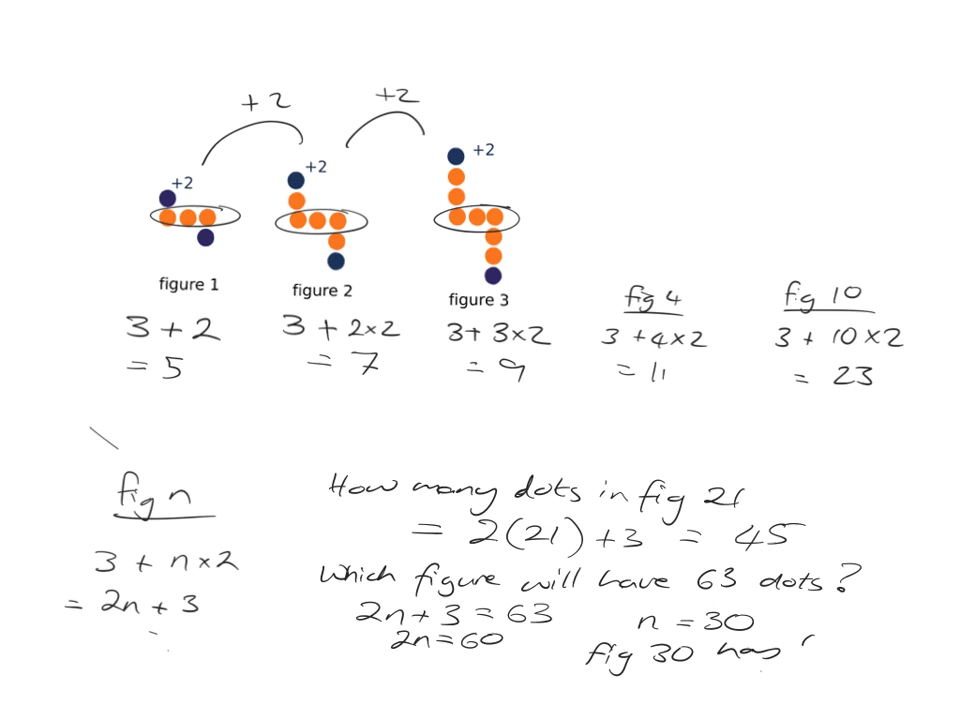 +2 +2
+2 +2 +2
figure 1 figure 2 figure 3
fig 4 fig 10
3 + 2 3 + 2×2 3 + 3×2 3 + 4×2 3 + 10×2
= 5 = 7 = 9 = 11 = 23
fig n
3 + n×2
= 2n + 3
How many dots in fig 21
= 2(21) + 3 = 45
Which figure will have 63 dots?
2n + 3 = 63 n = 30
2n = 60
fig 30 has